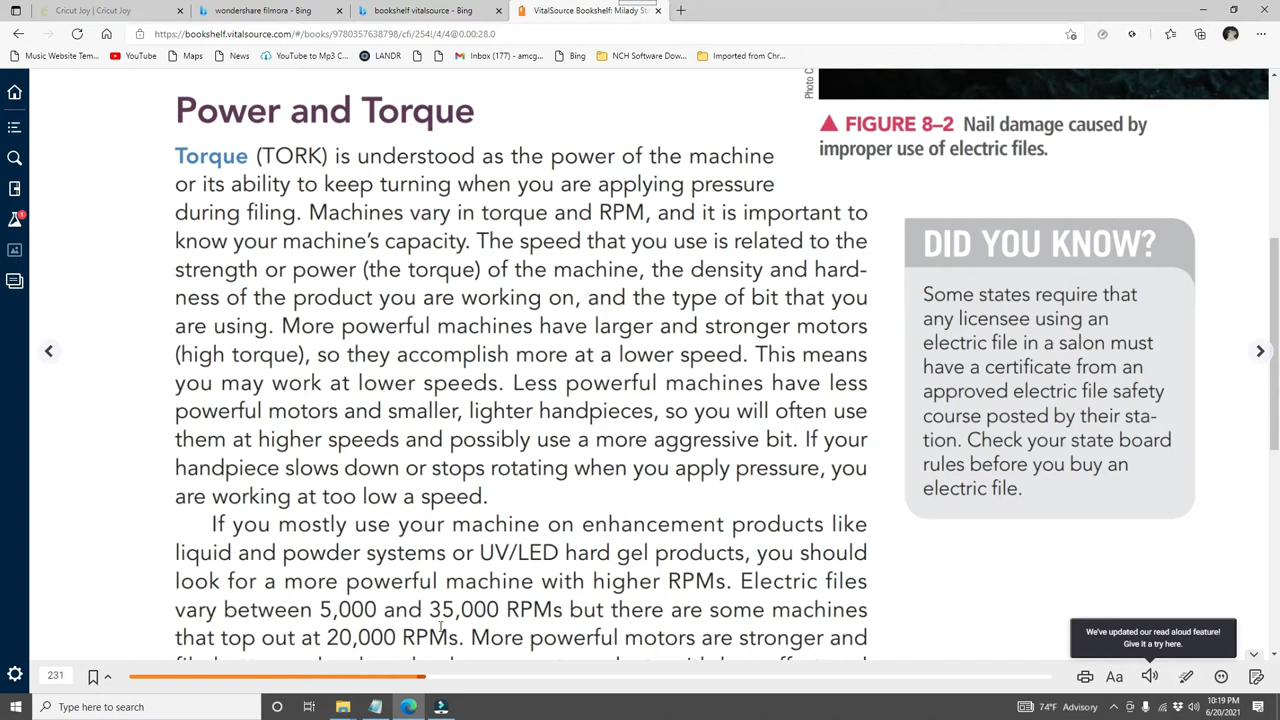 Cricut Joy | Cricut Joy
wondershare filmora - Bing
bookshelf vitalsource - Bing
VitalSource Bookshelf: Milady St
https://bookshelf.vitalsource.com/#/books/9780357638798/cfi/254!/4/4@0.00:28.0
Music Website Tem...
YouTube
Maps
News
YouTube to Mp3 C...
LANDR
Inbox (177) - amcg...
Bing
NCH Software Dow...
Imported from Chr...
Power and Torque
Torque (TORK) is understood as the power of the machine
or its ability to keep turning when you are applying pressure
during filing. Machines vary in torque and RPM, and it is important to
know your machine's capacity. The speed that you use is related to the
strength or power (the torque) of the machine, the density and hard-
ness of the product you are working on, and the type of bit that you
are using. More powerful machines have larger and stronger motors
(high torque), so they accomplish more at a lower speed. This means
you may work at lower speeds. Less powerful machines have less
powerful motors and smaller, lighter handpieces, so you will often use
them at higher speeds and possibly use a more aggressive bit. If your
handpiece slows down or stops rotating when you apply pressure, you
are working at too low a speed.
If you mostly use your machine on enhancement products like
liquid and powder systems or UV/LED hard gel products, you should
look for a more powerful machine with higher RPMs. Electric files
vary between 5,000 and 35,000 RPMs but there are some machines
that top out at 20,000 RPMs. More powerful motors are stronger and
Photo C
▲ FIGURE 8–2 Nail damage caused by
improper use of electric files.
DID YOU KNOW?
Some states require that
any licensee using an
electric file in a salon must
have a certificate from an
approved electric file safety
course posted by their sta-
tion. Check your state board
rules before you buy an
electric file.
We've updated our read aloud feature!
Give it a try here.
1
231
Aa
Type here to search
74°F Advisory
10:19 PM
6/20/2021